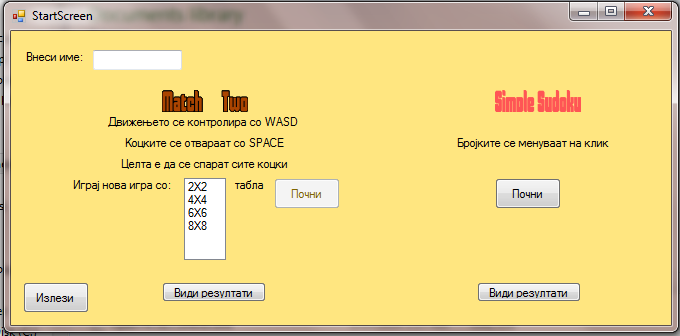 StartScreen
Внеси име:
Match Two
Simple Sudoku
Движењето се контролира со WASD
Коцките се отвараат со SPACE
Бројките се менуваат на клик
Целта е да се спарат сите коцки
Играј нова игра со:
2X2
4X4
6X6
8X8
табла
Почни
Почни
Излези
Види резултати
Види резултати